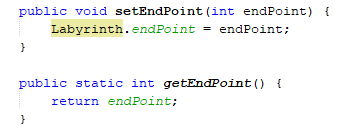 public void setEndPoint(int endPoint) {
    Labyrinth.endPoint = endPoint;
}

public static int getEndPoint() {
    return endPoint;
}